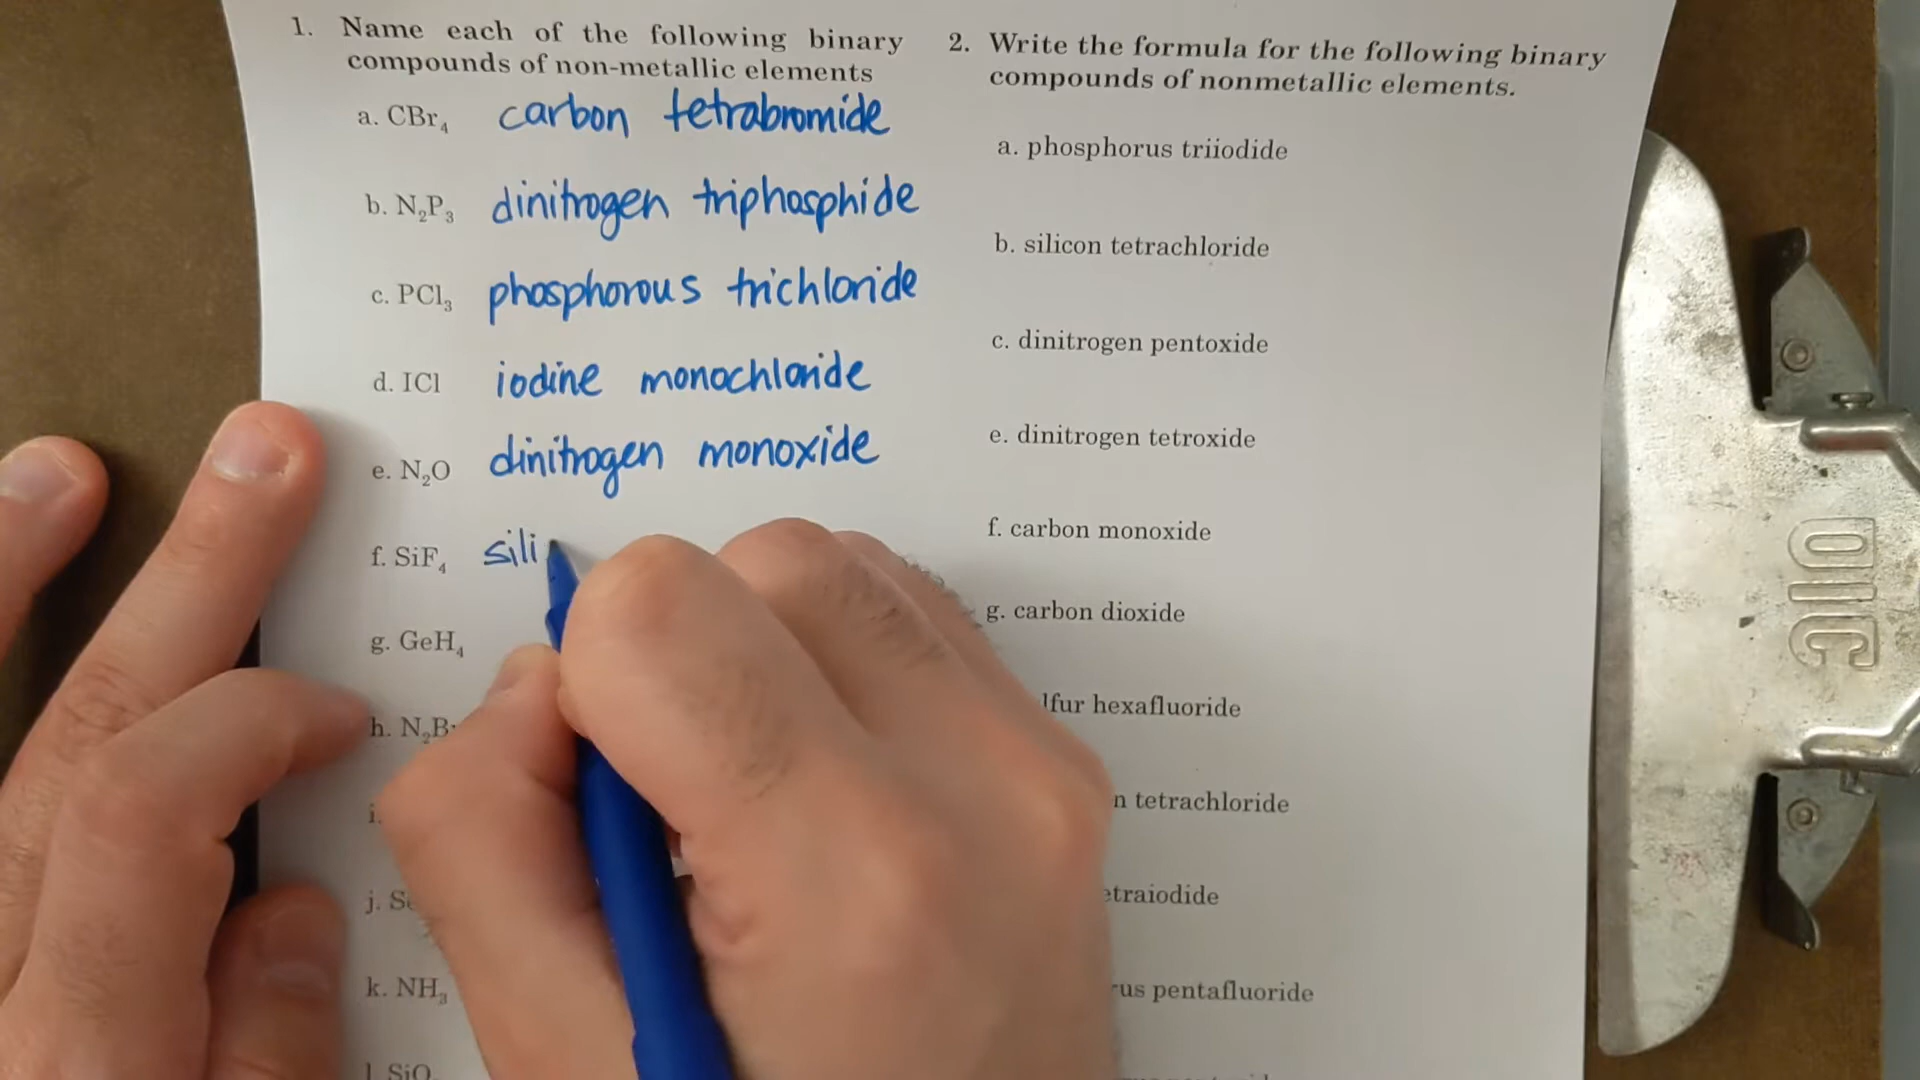 1. Name each of the following binary
compounds of non-metallic elements
a. CBr₄ carbon tetrabromide
b. N₂P₃ dinitrogen triphosphide
c. PCl₃ phosphorous trichloride
d. ICl iodine monochloride
e. N₂O dinitrogen monoxide
f. SiF₄ sili
g. GeH₄
h.
i.
j.
k. NH₃
l SiO
2. Write the formula for the following binary
compounds of nonmetallic elements.
a. phosphorus triiodide
b. silicon tetrachloride
c. dinitrogen pentoxide
e. dinitrogen tetroxide
f. carbon monoxide
g. carbon dioxide
lfur hexafluoride
n tetrachloride
etraiodide
rus pentafluoride
OIC